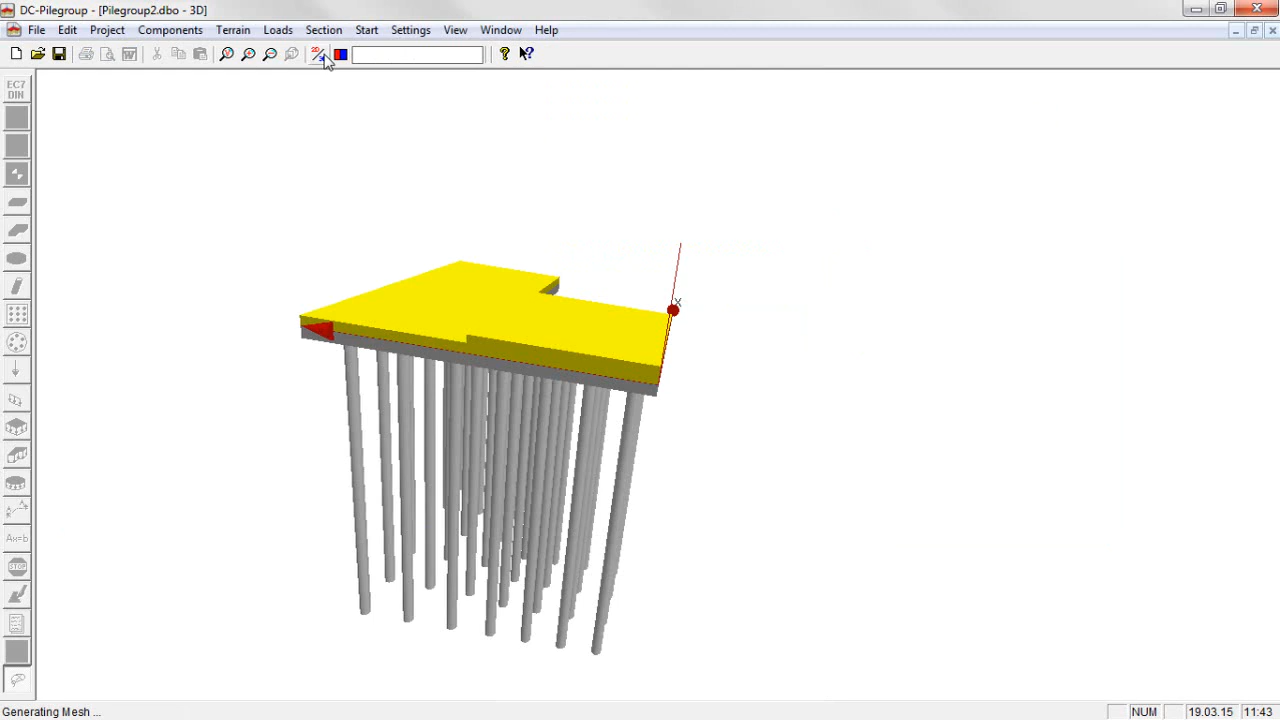 DC-Pilegroup - [Pilegroup2.dbo - 3D]
File Edit Project Components Terrain Loads Section Start Settings View Window Help
EC7
DIN
X
Ax=b
STOP
Generating Mesh ...
NUM 19.03.15 11:43